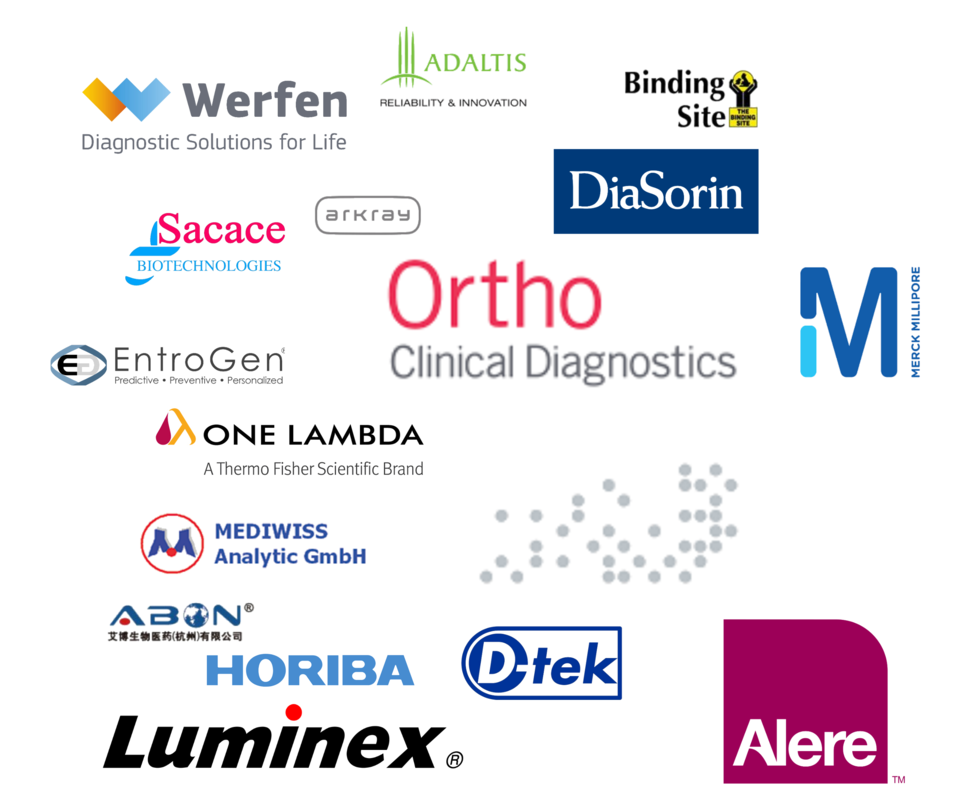 ADALTIS
RELIABILITY & INNOVATION
Werfen
Diagnostic Solutions for Life
Binding
Site
THE
BINDING
SITE
DiaSorin
arkray
Sacace
BIOTECHNOLOGIES
Ortho
Clinical Diagnostics
MERCK MILLIPORE
EG
EntroGen
Predictive • Preventive • Personalized
ONE LAMBDA
A Thermo Fisher Scientific Brand
MEDIWISS
Analytic GmbH
ABON®
艾博生物医药(杭州)有限公司
HORIBA
D-tek
Luminex®
Alere™